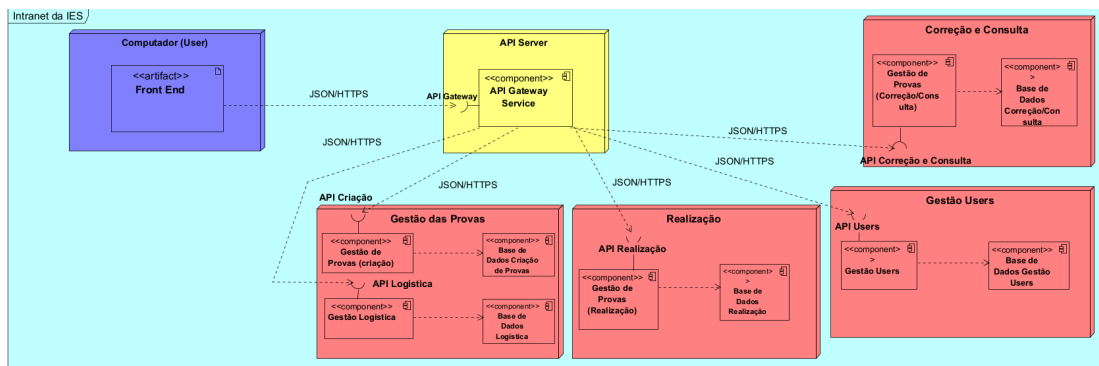 Intranet da IES
Computador (User)
<<artifact>>
Front End
JSON/HTTPS
API Server
API Gateway
<<component>>
API Gateway
Service
Correção e Consulta
<<component>>
Gestão de
Provas
(Correção/Cons
ulta)
<<component>
>
Base de
Dados
Correção/Con
sulta
API Correção e Consulta
JSON/HTTPS
JSON/HTTPS
JSON/HTTPS
JSON/HTTPS
JSON/HTTPS
API Criação
Gestão das Provas
<<component>>
Gestão de
Provas (criação)
<<component>>
Base de
Dados Criação
de Provas
API Logistica
<<component>>
Gestão Logistica
<<component>>
Base de
Dados
Logistica
Realização
API Realização
<<component>>
Gestão de
Provas
(Realização)
<<component>
>
Base de
Dados
Realização
Gestão Users
API Users
<<component>
>
Gestão Users
<<component>>
Base de
Dados Gestão
Users